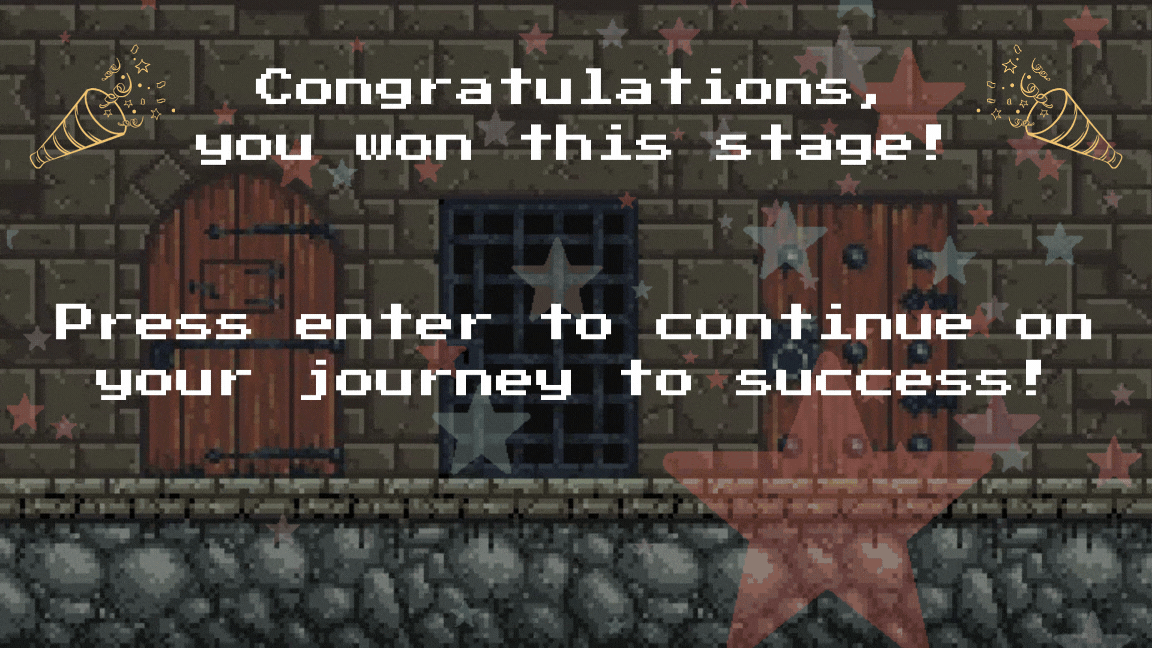 Congratulations,
you won this stage!
Press enter to continue on
your journey to success!